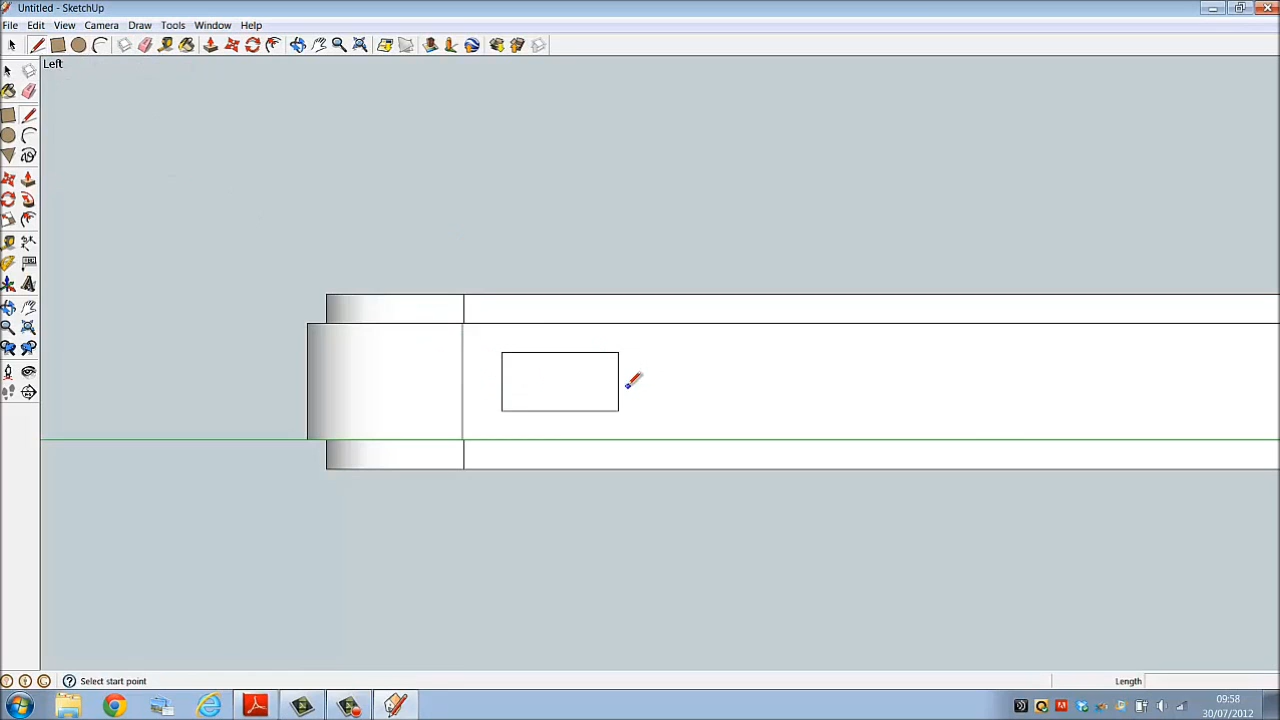 Untitled - SketchUp
File Edit View Camera Draw Tools Window Help
Left
Select start point
Length
09:58
30/07/2012